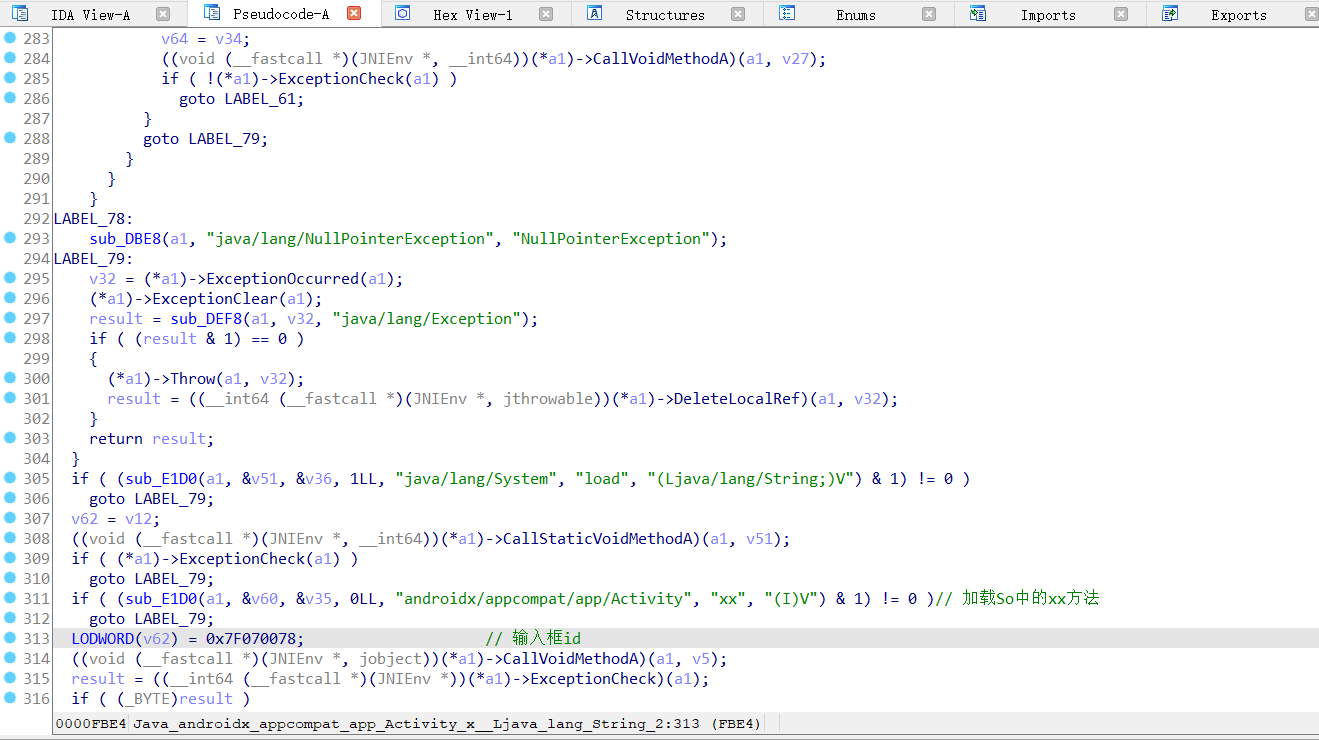 IDA View-A Pseudocode-A Hex View-1 Structures Enums Imports Exports
283 v64 = v34;
284 ((void (__fastcall *)(JNIEnv *, __int64))(*a1)->CallVoidMethodA)(a1, v27);
285 if ( !(*a1)->ExceptionCheck(a1) )
286 goto LABEL_61;
287 }
288 goto LABEL_79;
289 }
290 }
291 }
292 LABEL_78:
293 sub_DBE8(a1, "java/lang/NullPointerException", "NullPointerException");
294 LABEL_79:
295 v32 = (*a1)->ExceptionOccurred(a1);
296 (*a1)->ExceptionClear(a1);
297 result = sub_DEF8(a1, v32, "java/lang/Exception");
298 if ( (result & 1) == 0 )
299 {
300 (*a1)->Throw(a1, v32);
301 result = ((__int64 (__fastcall *)(JNIEnv *, jthrowable))(*a1)->DeleteLocalRef)(a1, v32);
302 }
303 return result;
304 }
305 if ( (sub_E1D0(a1, &v51, &v36, 1LL, "java/lang/System", "load", "(Ljava/lang/String;)V") & 1) != 0 )
306 goto LABEL_79;
307 v62 = v12;
308 ((void (__fastcall *)(JNIEnv *, __int64))(*a1)->CallStaticVoidMethodA)(a1, v51);
309 if ( (*a1)->ExceptionCheck(a1) )
310 goto LABEL_79;
311 if ( (sub_E1D0(a1, &v60, &v35, 0LL, "androidx/appcompat/app/Activity", "xx", "(I)V") & 1) != 0 )// 加载So中的xx方法
312 goto LABEL_79;
313 LODWORD(v62) = 0x7F070078; // 输入框id
314 ((void (__fastcall *)(JNIEnv *, jobject))(*a1)->CallVoidMethodA)(a1, v5);
315 result = ((__int64 (__fastcall *)(JNIEnv *))(*a1)->ExceptionCheck)(a1);
316 if ( (_BYTE)result )
0000FBE4 Java_androidx_appcompat_app_Activity_x__Ljava_lang_String_2:313 (FBE4)